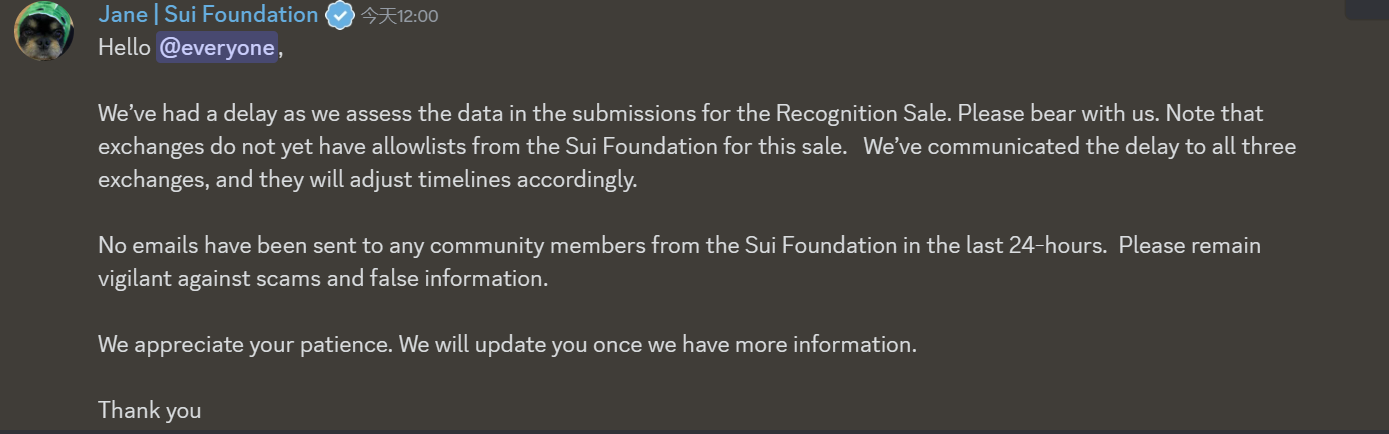 Jane | Sui Foundation 今天12:00
Hello @everyone,
We’ve had a delay as we assess the data in the submissions for the Recognition Sale. Please bear with us. Note that
exchanges do not yet have allowlists from the Sui Foundation for this sale.   We’ve communicated the delay to all three
exchanges, and they will adjust timelines accordingly.
No emails have been sent to any community members from the Sui Foundation in the last 24-hours.  Please remain
vigilant against scams and false information.
We appreciate your patience. We will update you once we have more information.
Thank you